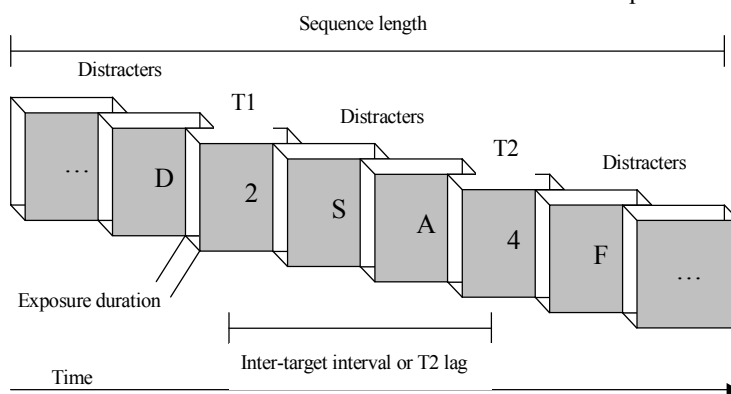 Sequence length
Distracters
T1
Distracters
T2
Distracters
... D 2 S A 4 F ...
Exposure duration
Inter-target interval or T2 lag
Time